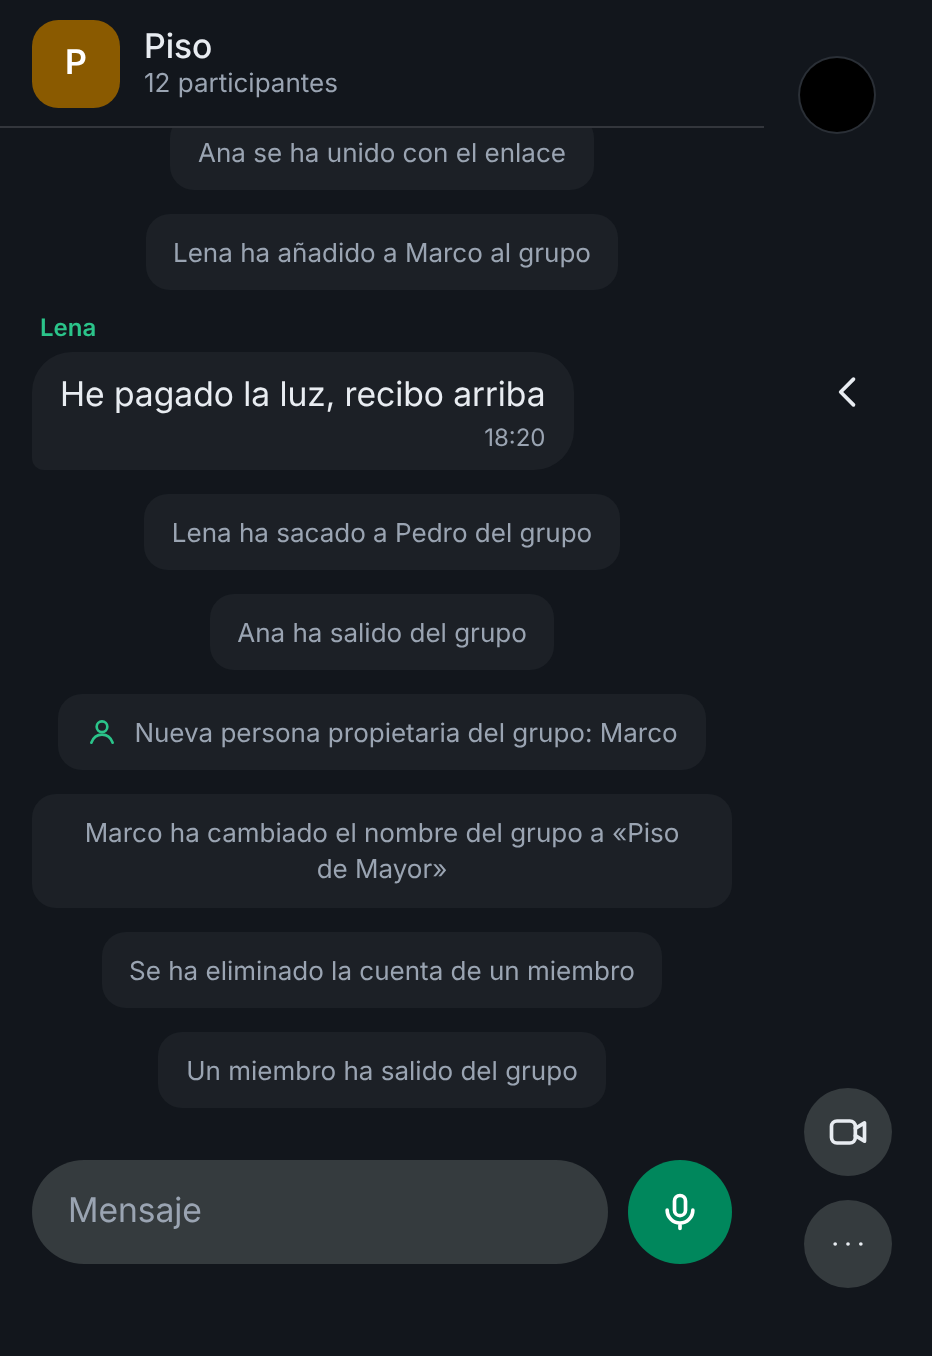 P
Piso
12 participantes
Ana se ha unido con el enlace
Lena ha añadido a Marco al grupo
Lena
He pagado la luz, recibo arriba
18:20
Lena ha sacado a Pedro del grupo
Ana ha salido del grupo
Nueva persona propietaria del grupo: Marco
Marco ha cambiado el nombre del grupo a «Piso
de Mayor»
Se ha eliminado la cuenta de un miembro
Un miembro ha salido del grupo
Mensaje